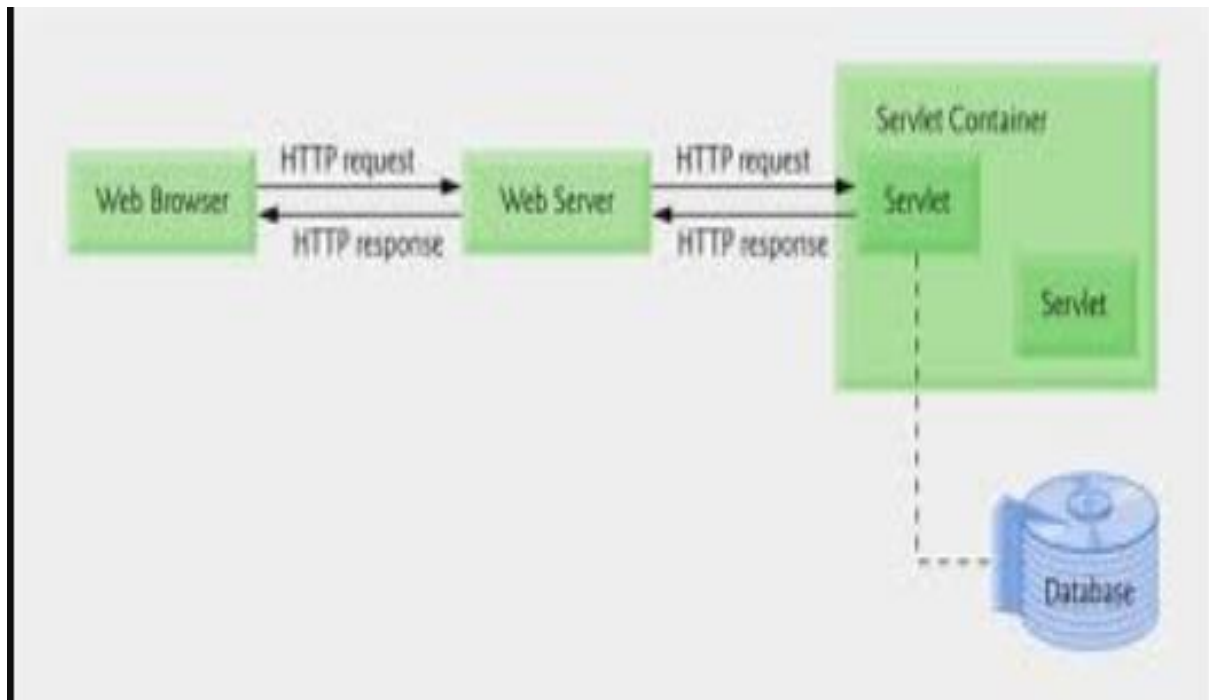 Servlet Container
HTTP request
HTTP request
Web Browser
Web Server
Servlet
HTTP response
HTTP response
Servlet
Database